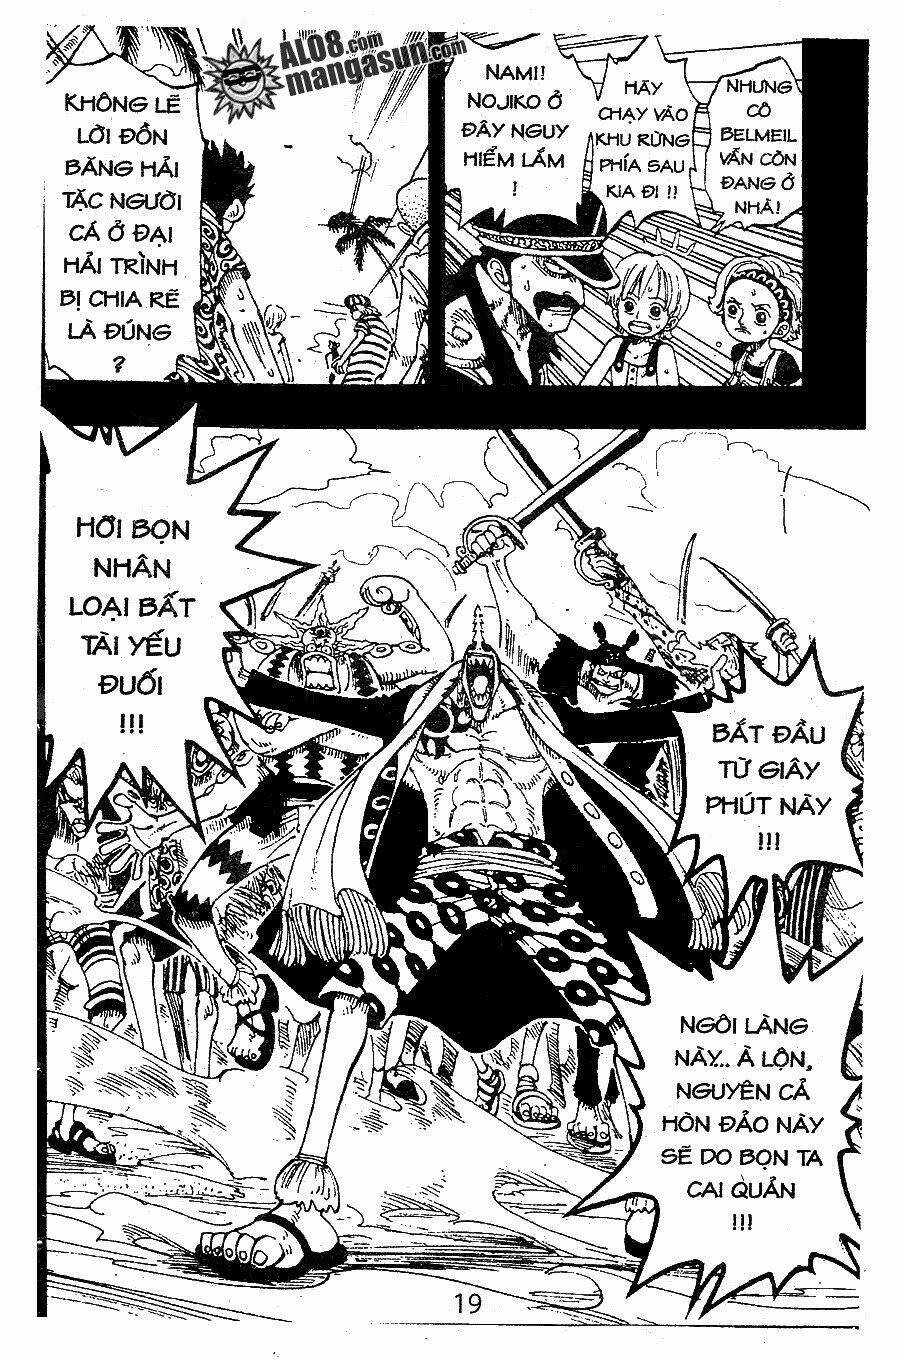 AL08.com
mangasun.com
NHƯNG
CÔ
BELMEIL
VẪN CÒN
ĐANG Ở
NHÀ!
HÃY
CHẠY VÀO
KHU RỪNG
PHÍA SAU
KIA ĐI !!
NAMI!
NOJIKO Ở
ĐÂY NGUY
HIỂM LẮM
!
KHÔNG LẼ
LỜI ĐỒN
BĂNG HẢI
TẶC NGƯỜI
CÁ Ở ĐẠI
HẢI TRÌNH
BỊ CHIA RẼ
LÀ ĐÚNG
?
HỠI BỌN
NHÂN
LOẠI BẤT
TÀI YẾU
ĐUỐI
!!!
BẮT ĐẦU
TỪ GIÂY
PHÚT NÀY
!!!
NGÔI LÀNG
NÀY... À LỘN,
NGUYÊN CẢ
HÒN ĐẢO NÀY
SẼ DO BỌN TA
CAI QUẢN
!!!
19